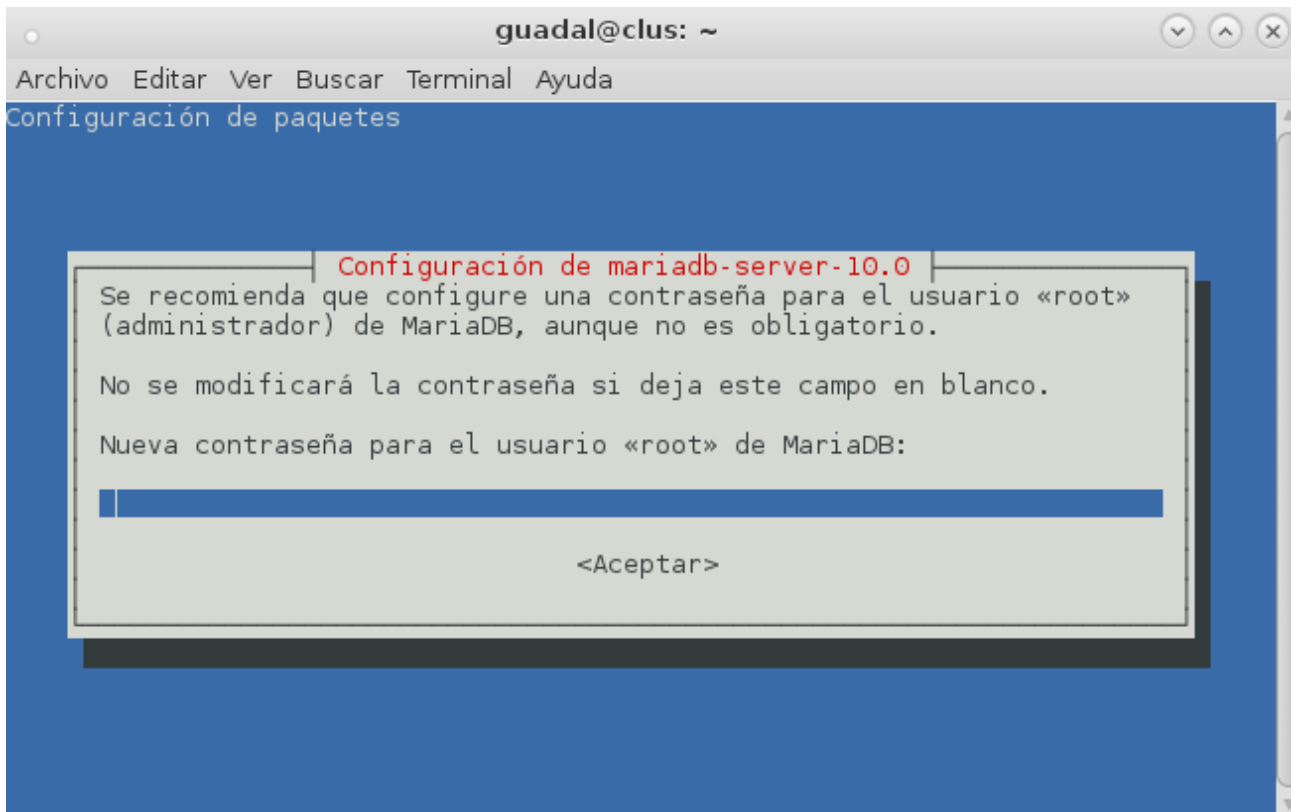 guadal@clus: ~
Archivo Editar Ver Buscar Terminal Ayuda
Configuración de paquetes
Configuración de mariadb-server-10.0
Se recomienda que configure una contraseña para el usuario «root»
(administrador) de MariaDB, aunque no es obligatorio.
No se modificará la contraseña si deja este campo en blanco.
Nueva contraseña para el usuario «root» de MariaDB:
<Aceptar>